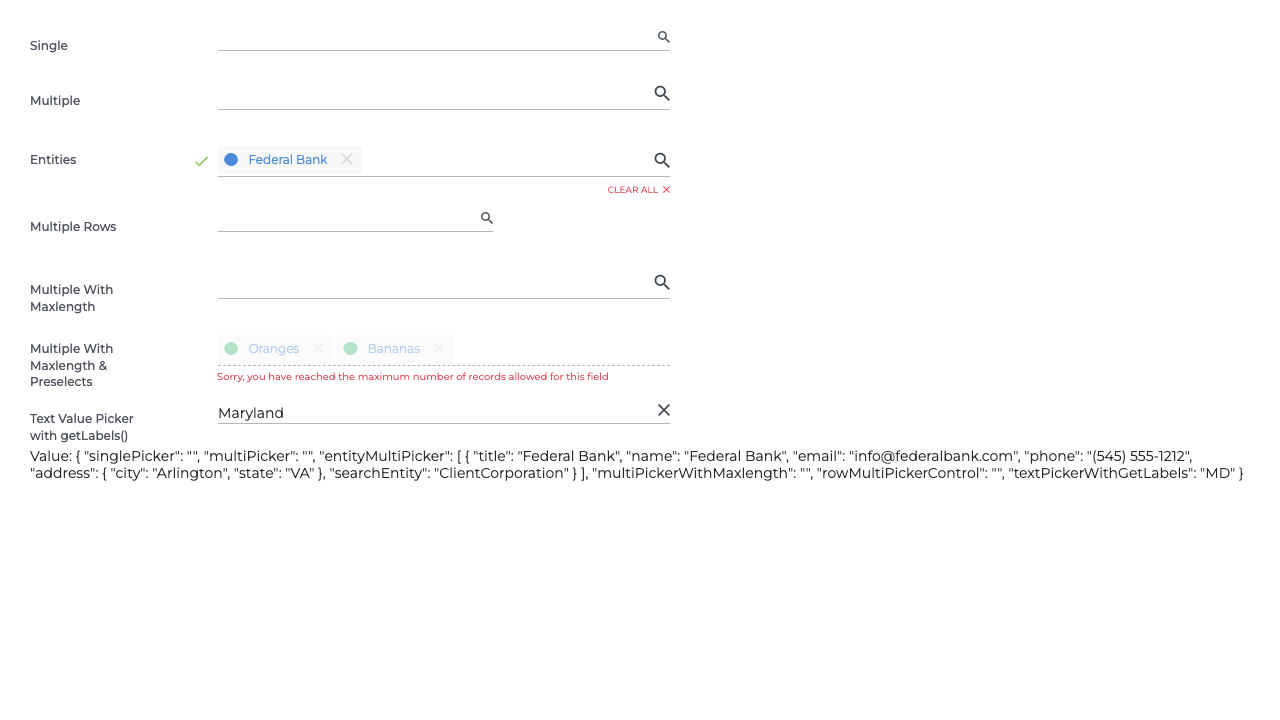 Single
Multiple
Entities
Federal Bank
CLEAR ALL
Multiple Rows
Multiple With
Maxlength
Multiple With
Maxlength &
Preselects
Oranges
Bananas
Sorry, you have reached the maximum number of records allowed for this field
Text Value Picker
with getLabels()
Maryland
Value: { "singlePicker": "", "multiPicker": "", "entityMultiPicker": [ { "title": "Federal Bank", "name": "Federal Bank", "email": "info@federalbank.com", "phone": "(545) 555-1212",
"address": { "city": "Arlington", "state": "VA" }, "searchEntity": "ClientCorporation" } ], "multiPickerWithMaxlength": "", "rowMultiPickerControl": "", "textPickerWithGetLabels": "MD" }